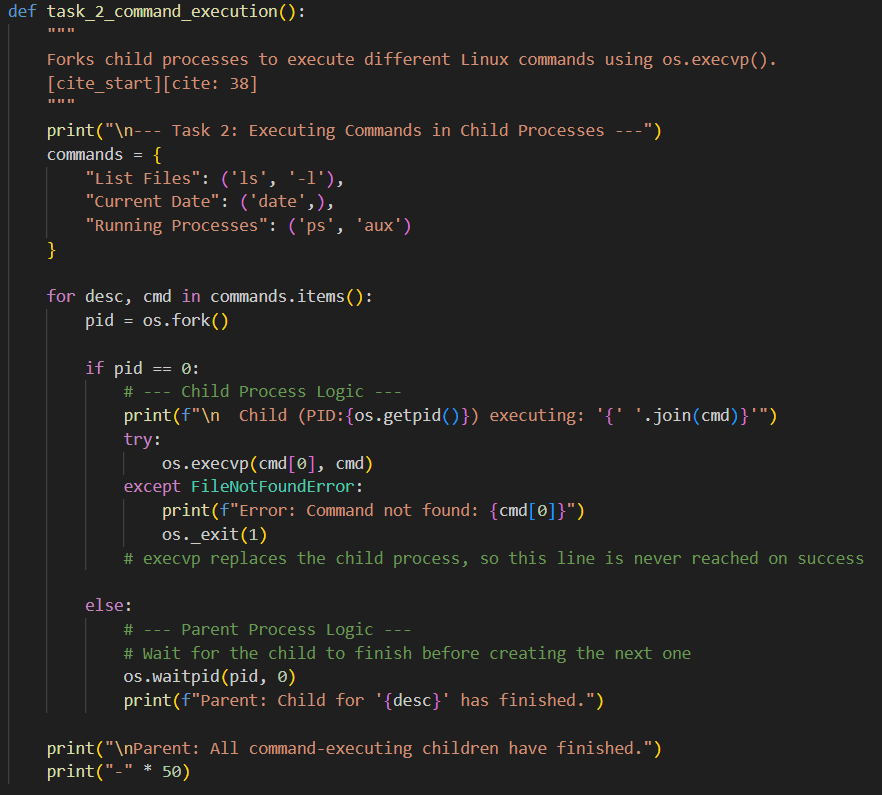 def task_2_command_execution():
    """
    Forks child processes to execute different Linux commands using os.execvp().
    [cite_start][cite: 38]
    """
    print("\n--- Task 2: Executing Commands in Child Processes ---")
    commands = {
        "List Files": ('ls', '-l'),
        "Current Date": ('date',),
        "Running Processes": ('ps', 'aux')
    }

    for desc, cmd in commands.items():
        pid = os.fork()

        if pid == 0:
            # --- Child Process Logic ---
            print(f"\n  Child (PID:{os.getpid()}) executing: '{' '.join(cmd)}'")
            try:
                os.execvp(cmd[0], cmd)
            except FileNotFoundError:
                print(f"Error: Command not found: {cmd[0]}")
                os._exit(1)
            # execvp replaces the child process, so this line is never reached on success

        else:
            # --- Parent Process Logic ---
            # Wait for the child to finish before creating the next one
            os.waitpid(pid, 0)
            print(f"Parent: Child for '{desc}' has finished.")

    print("\nParent: All command-executing children have finished.")
    print("-" * 50)